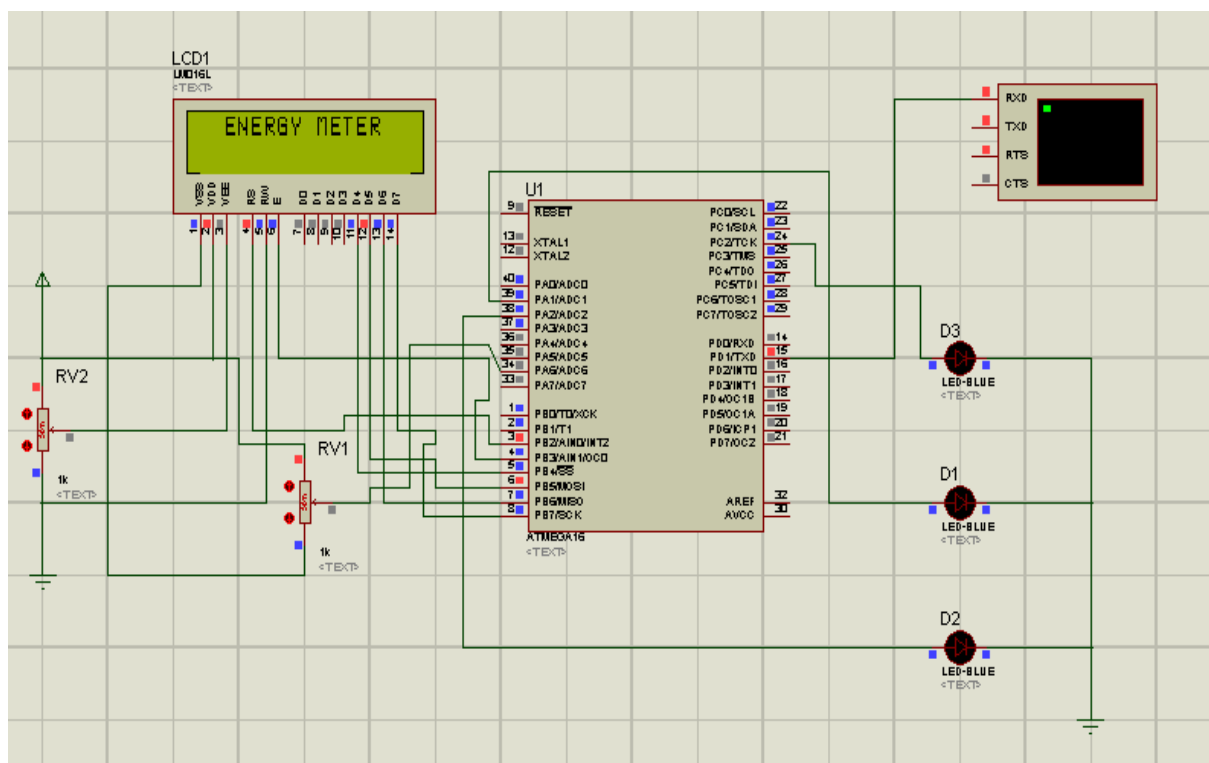 LCD1
LM016L
<TEXT>
ENERGY METER
VSS
VDD
VEE
RS
RW
E
D0
D1
D2
D3
D4
D5
D6
D7
1
2
3
4
5
6
7
8
9
10
11
12
13
14
RXD
TXD
RTS
CTS
U1
9 RESET
13 XTAL1
12 XTAL2
40 PA0/ADC0
39 PA1/ADC1
38 PA2/ADC2
37 PA3/ADC3
36 PA4/ADC4
35 PA5/ADC5
34 PA6/ADC6
33 PA7/ADC7
1 PB0/T0/XCK
2 PB1/T1
3 PB2/AIN0/INT2
4 PB3/AIN1/OC0
5 PB4/SS
6 PB5/MOSI
7 PB6/MISO
8 PB7/SCK
PC0/SCL 22
PC1/SDA 23
PC2/TCK 24
PC3/TMS 25
PC4/TDO 26
PC5/TDI 27
PC6/TOSC1 28
PC7/TOSC2 29
PD0/RXD 14
PD1/TXD 15
PD2/INT0 16
PD3/INT1 17
PD4/OC1B 18
PD5/OC1A 19
PD6/ICP1 20
PD7/OC2 21
AREF 32
AVCC 30
ATMEGA16
<TEXT>
RV2
1k
<TEXT>
RV1
1k
<TEXT>
D3
LED-BLUE
<TEXT>
D1
LED-BLUE
<TEXT>
D2
LED-BLUE
<TEXT>